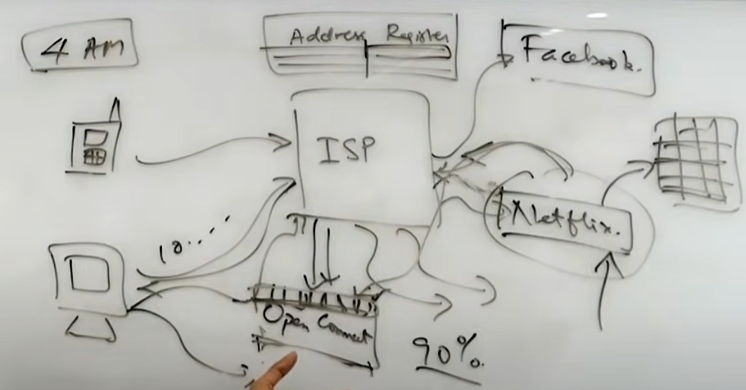 4 AM
Address Register
Facebook.
ISP
Netflix.
10....
Open Connect
90%